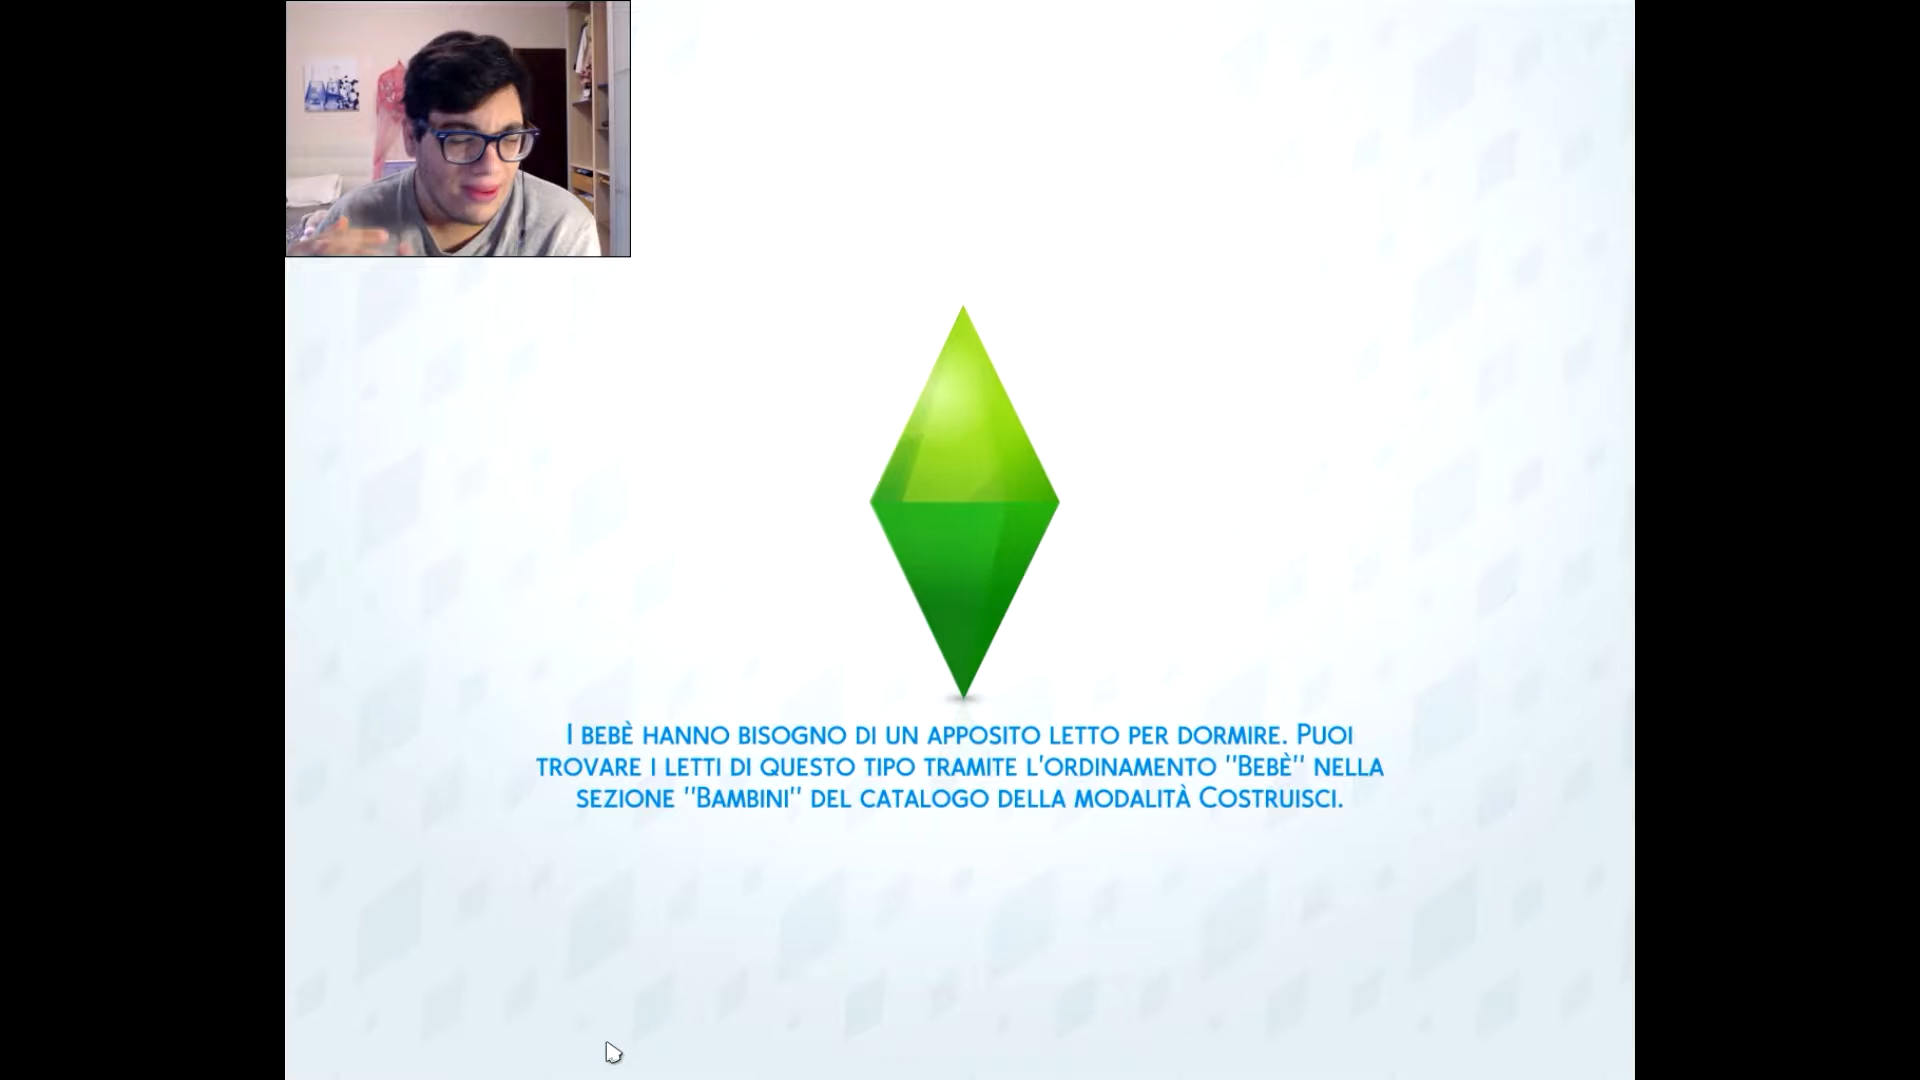 I BEBÈ HANNO BISOGNO DI UN APPOSITO LETTO PER DORMIRE. PUOI
TROVARE I LETTI DI QUESTO TIPO TRAMITE L'ORDINAMENTO "BEBÈ" NELLA
SEZIONE "BAMBINI" DEL CATALOGO DELLA MODALITÀ COSTRUISCI.